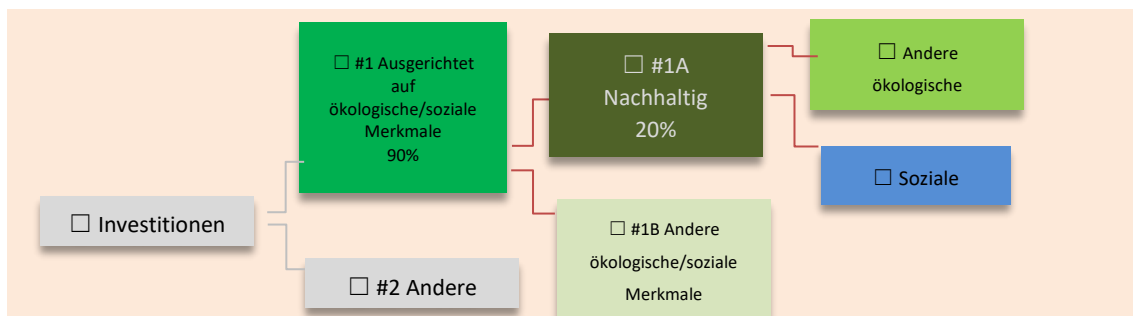 ☐ Investitionen
☐ #1 Ausgerichtet
auf
ökologische/soziale
Merkmale
90%
☐ #2 Andere
☐ #1A
Nachhaltig
20%
☐ #1B Andere
ökologische/soziale
Merkmale
☐ Andere
ökologische
☐ Soziale